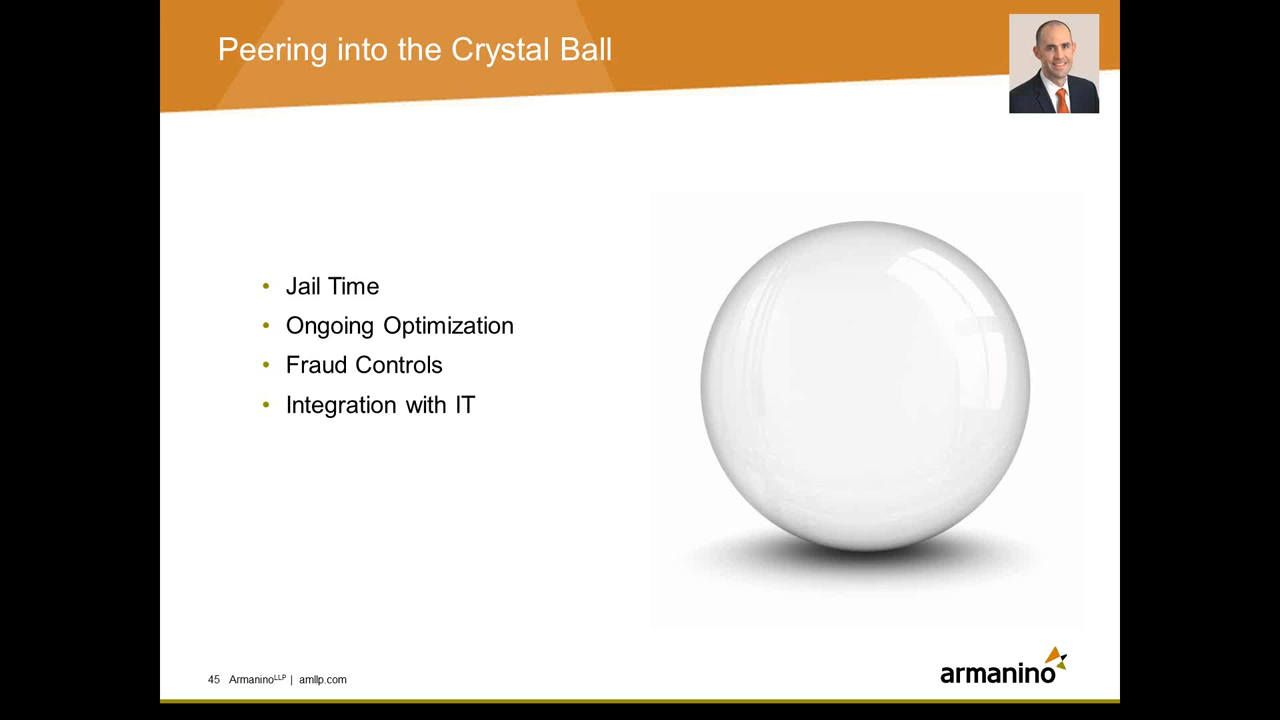 Peering into the Crystal Ball
• Jail Time
• Ongoing Optimization
• Fraud Controls
• Integration with IT
45 ArmaninoLLP | amllp.com
armanino